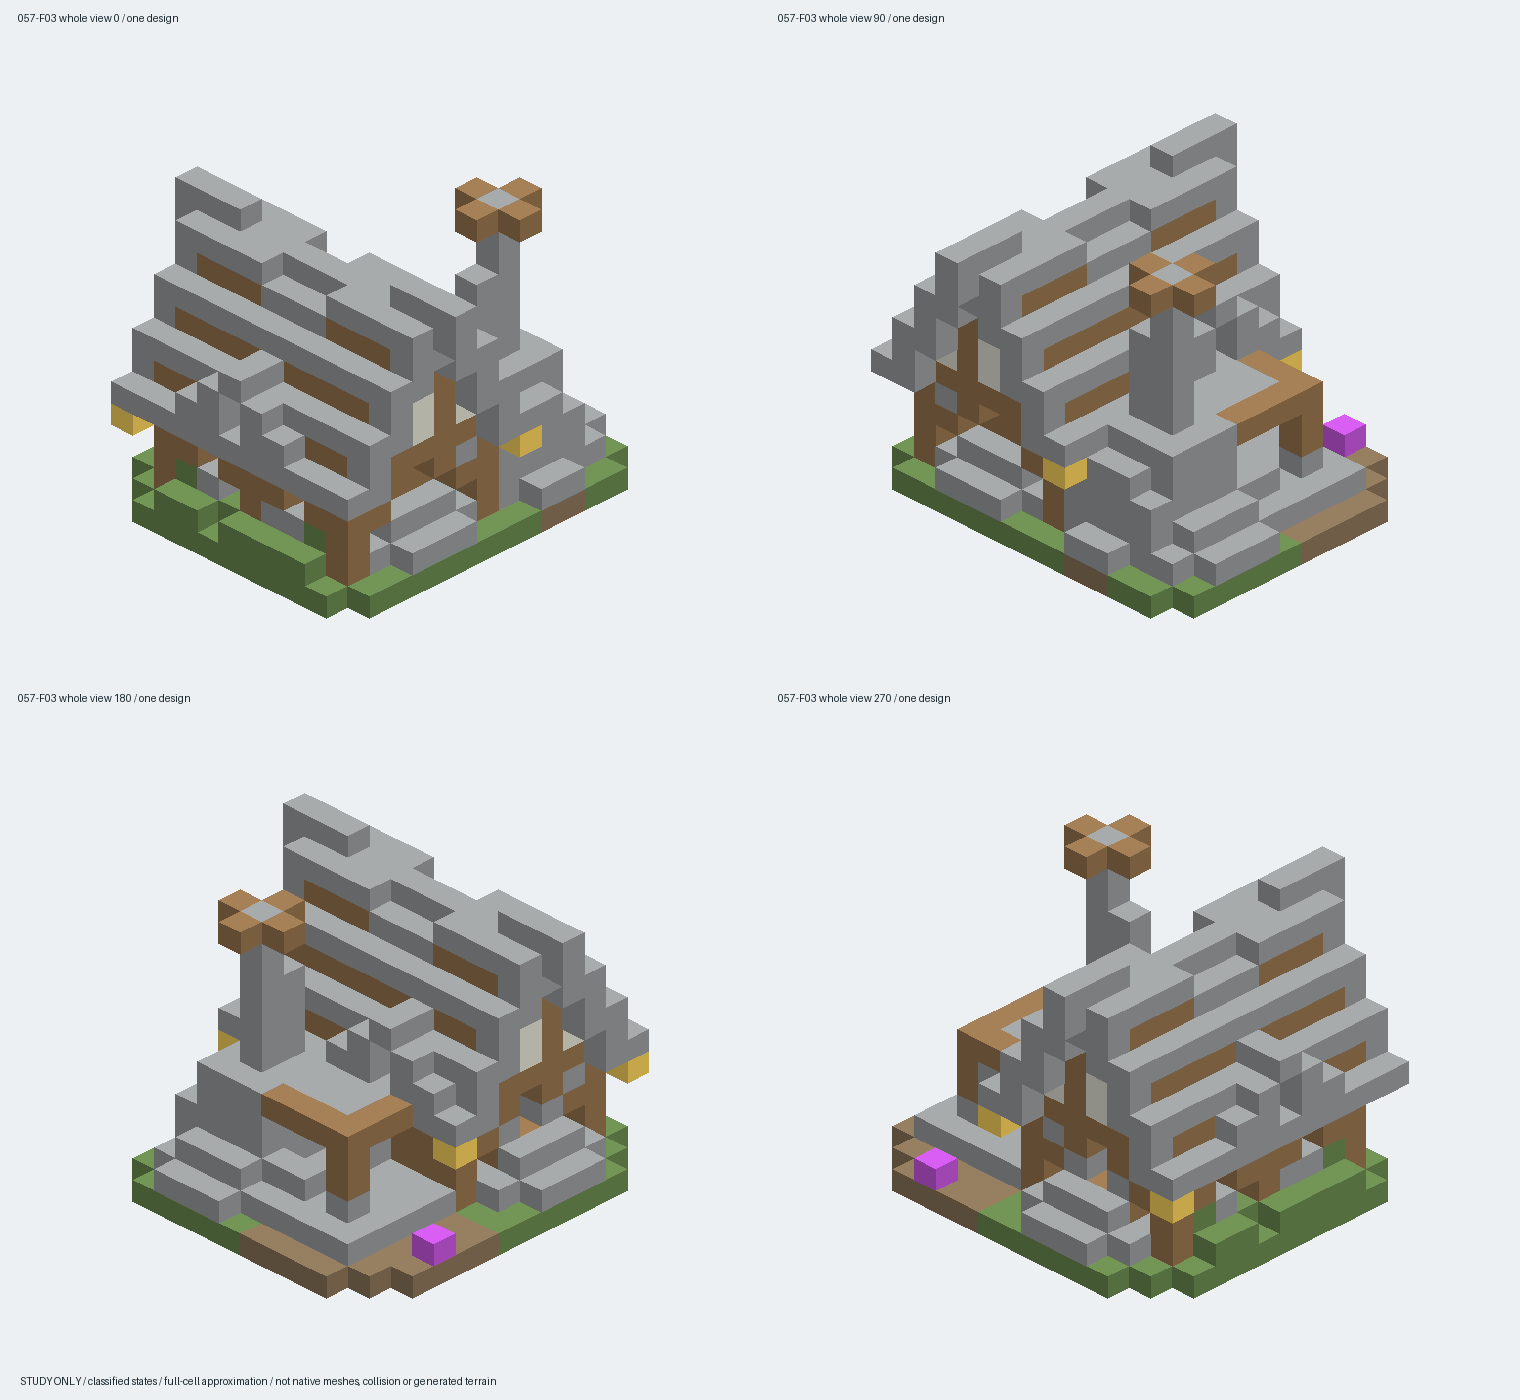 057-F03 whole view 0 / one design
057-F03 whole view 90 / one design
057-F03 whole view 180 / one design
057-F03 whole view 270 / one design
STUDY ONLY / classified states / full-cell approximation / not native meshes, collision or generated terrain